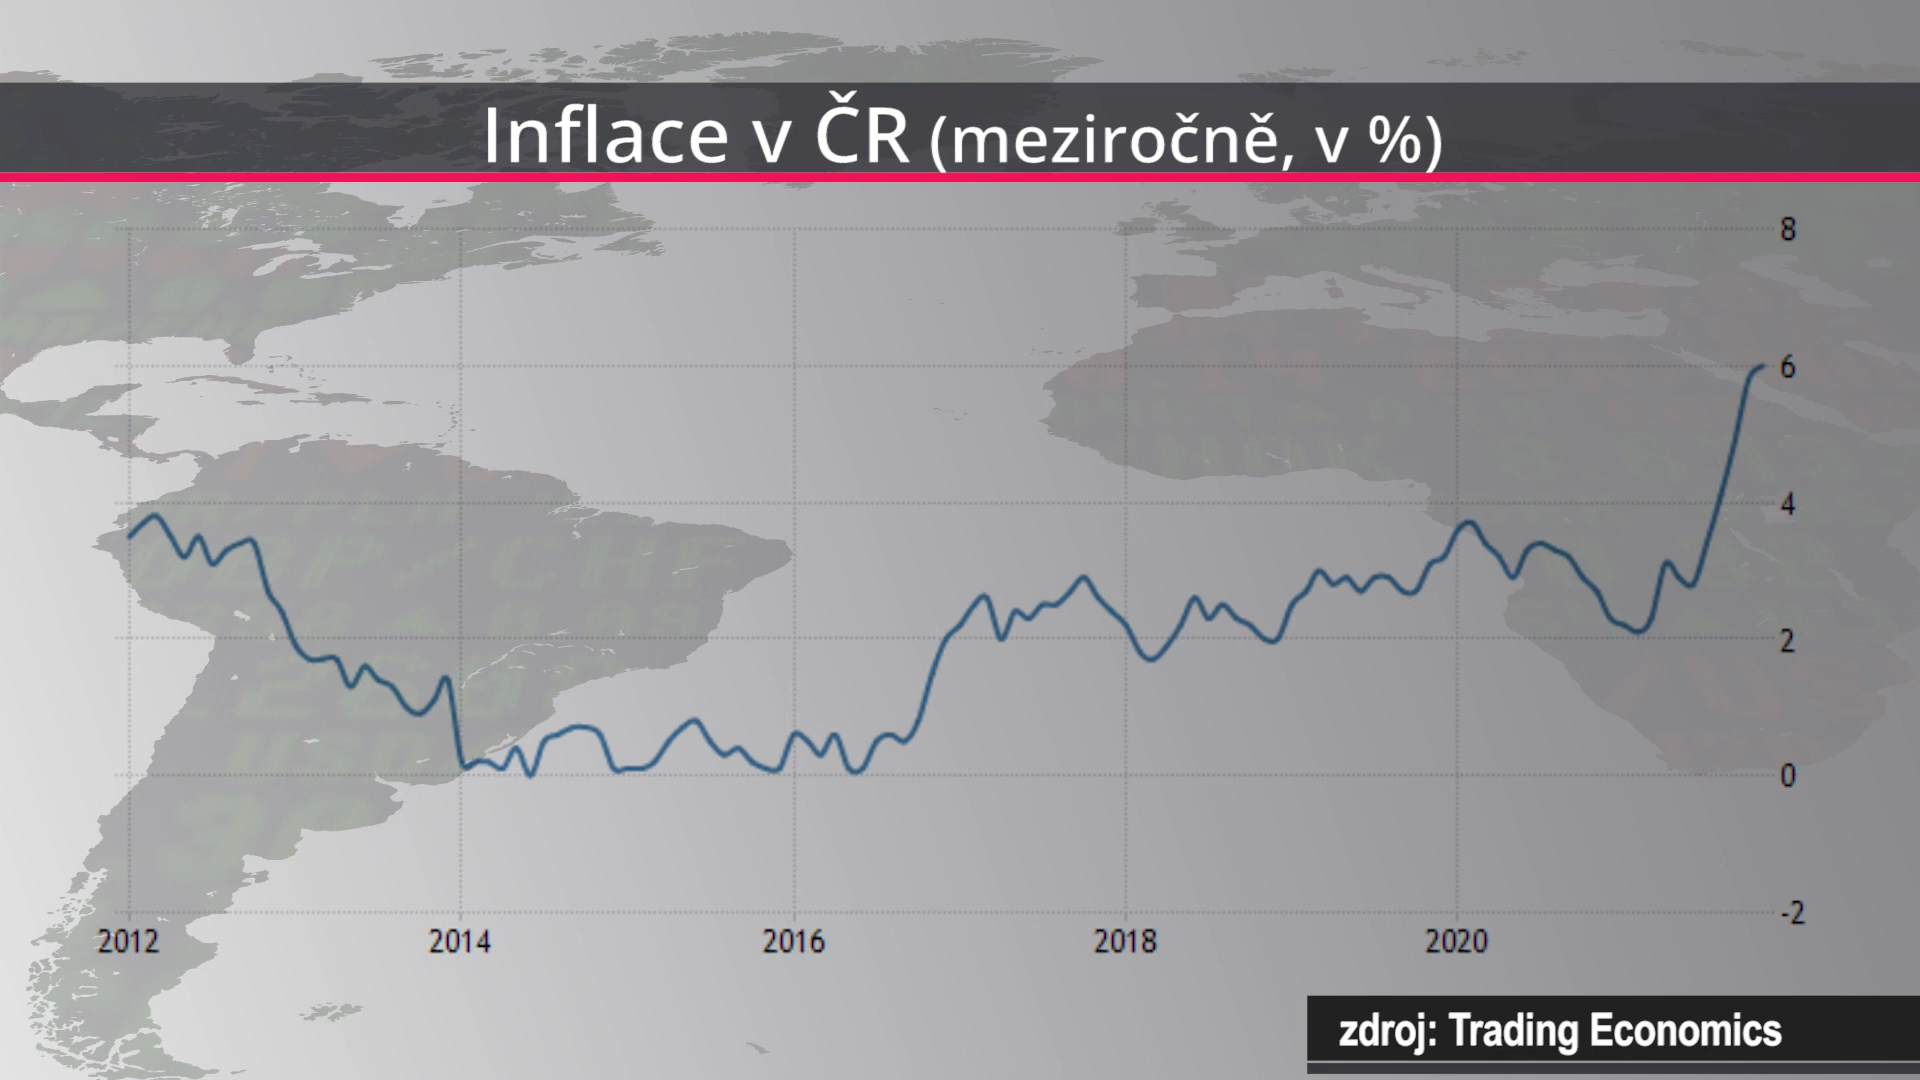 Inflace v ČR (meziročně, v %)
8
6
4
2
0
-2
2012 2014 2016 2018 2020
zdroj: Trading Economics